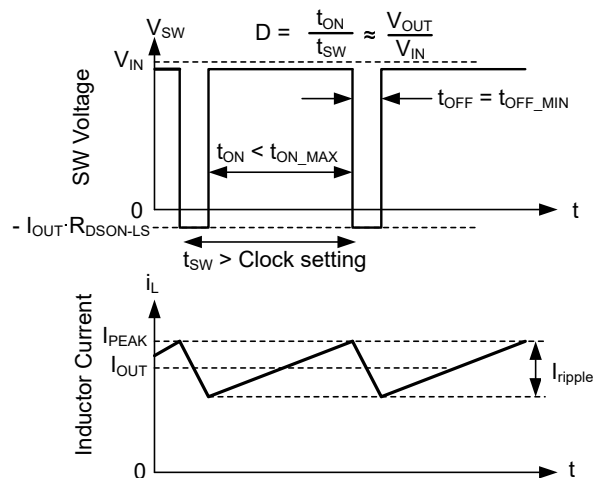 V_SW
D = t_ON / t_SW ≈ V_OUT / V_IN
V_IN
t_OFF = t_OFF_MIN
SW Voltage
t_ON < t_ON_MAX
0
t
- I_OUT·R_DSON-LS
t_SW > Clock setting
i_L
Inductor Current
I_PEAK
I_OUT
I_ripple
0
t